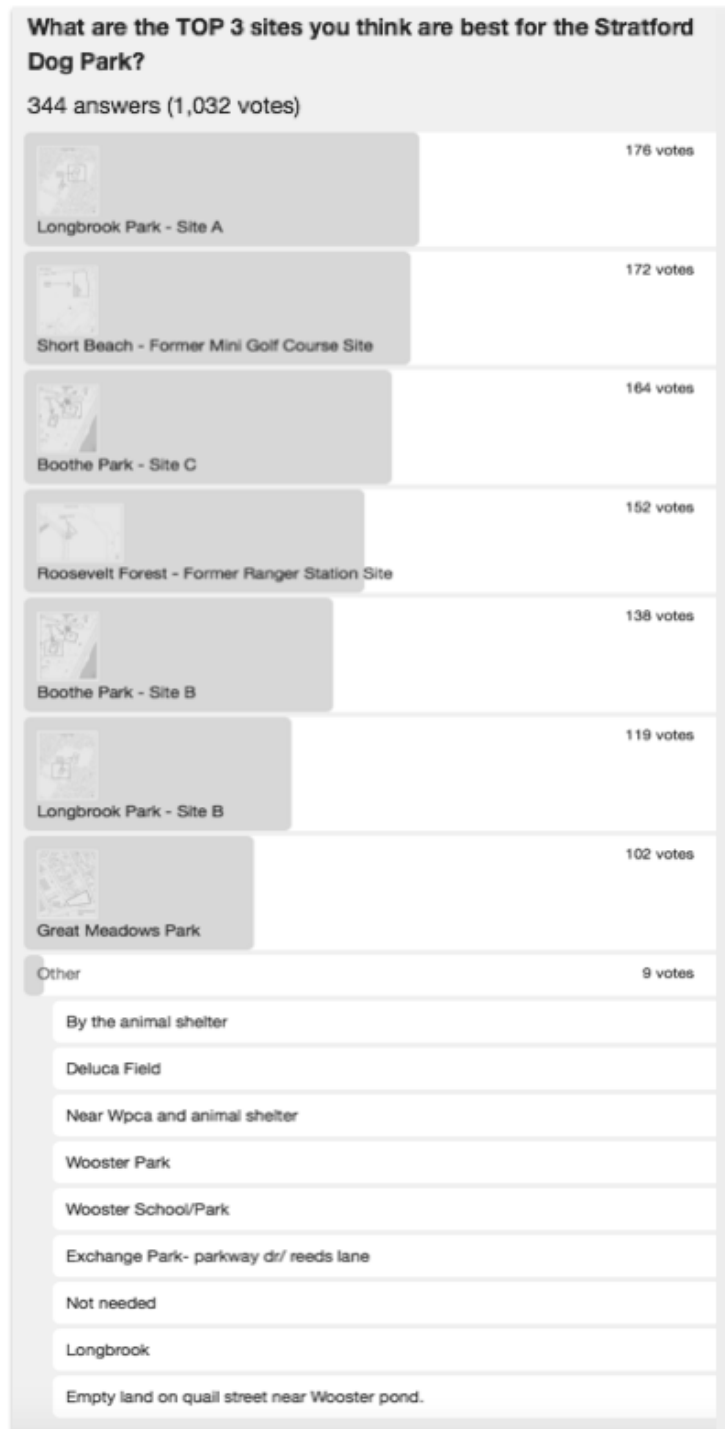 What are the TOP 3 sites you think are best for the Stratford
Dog Park?
344 answers (1,032 votes)
176 votes
Longbrook Park - Site A
172 votes
Short Beach - Former Mini Golf Course Site
164 votes
Boothe Park - Site C
152 votes
Roosevelt Forest - Former Ranger Station Site
138 votes
Boothe Park - Site B
119 votes
Longbrook Park - Site B
102 votes
Great Meadows Park
Other 9 votes
By the animal shelter
Deluca Field
Near Wpca and animal shelter
Wooster Park
Wooster School/Park
Exchange Park- parkway dr/ reeds lane
Not needed
Longbrook
Empty land on quail street near Wooster pond.